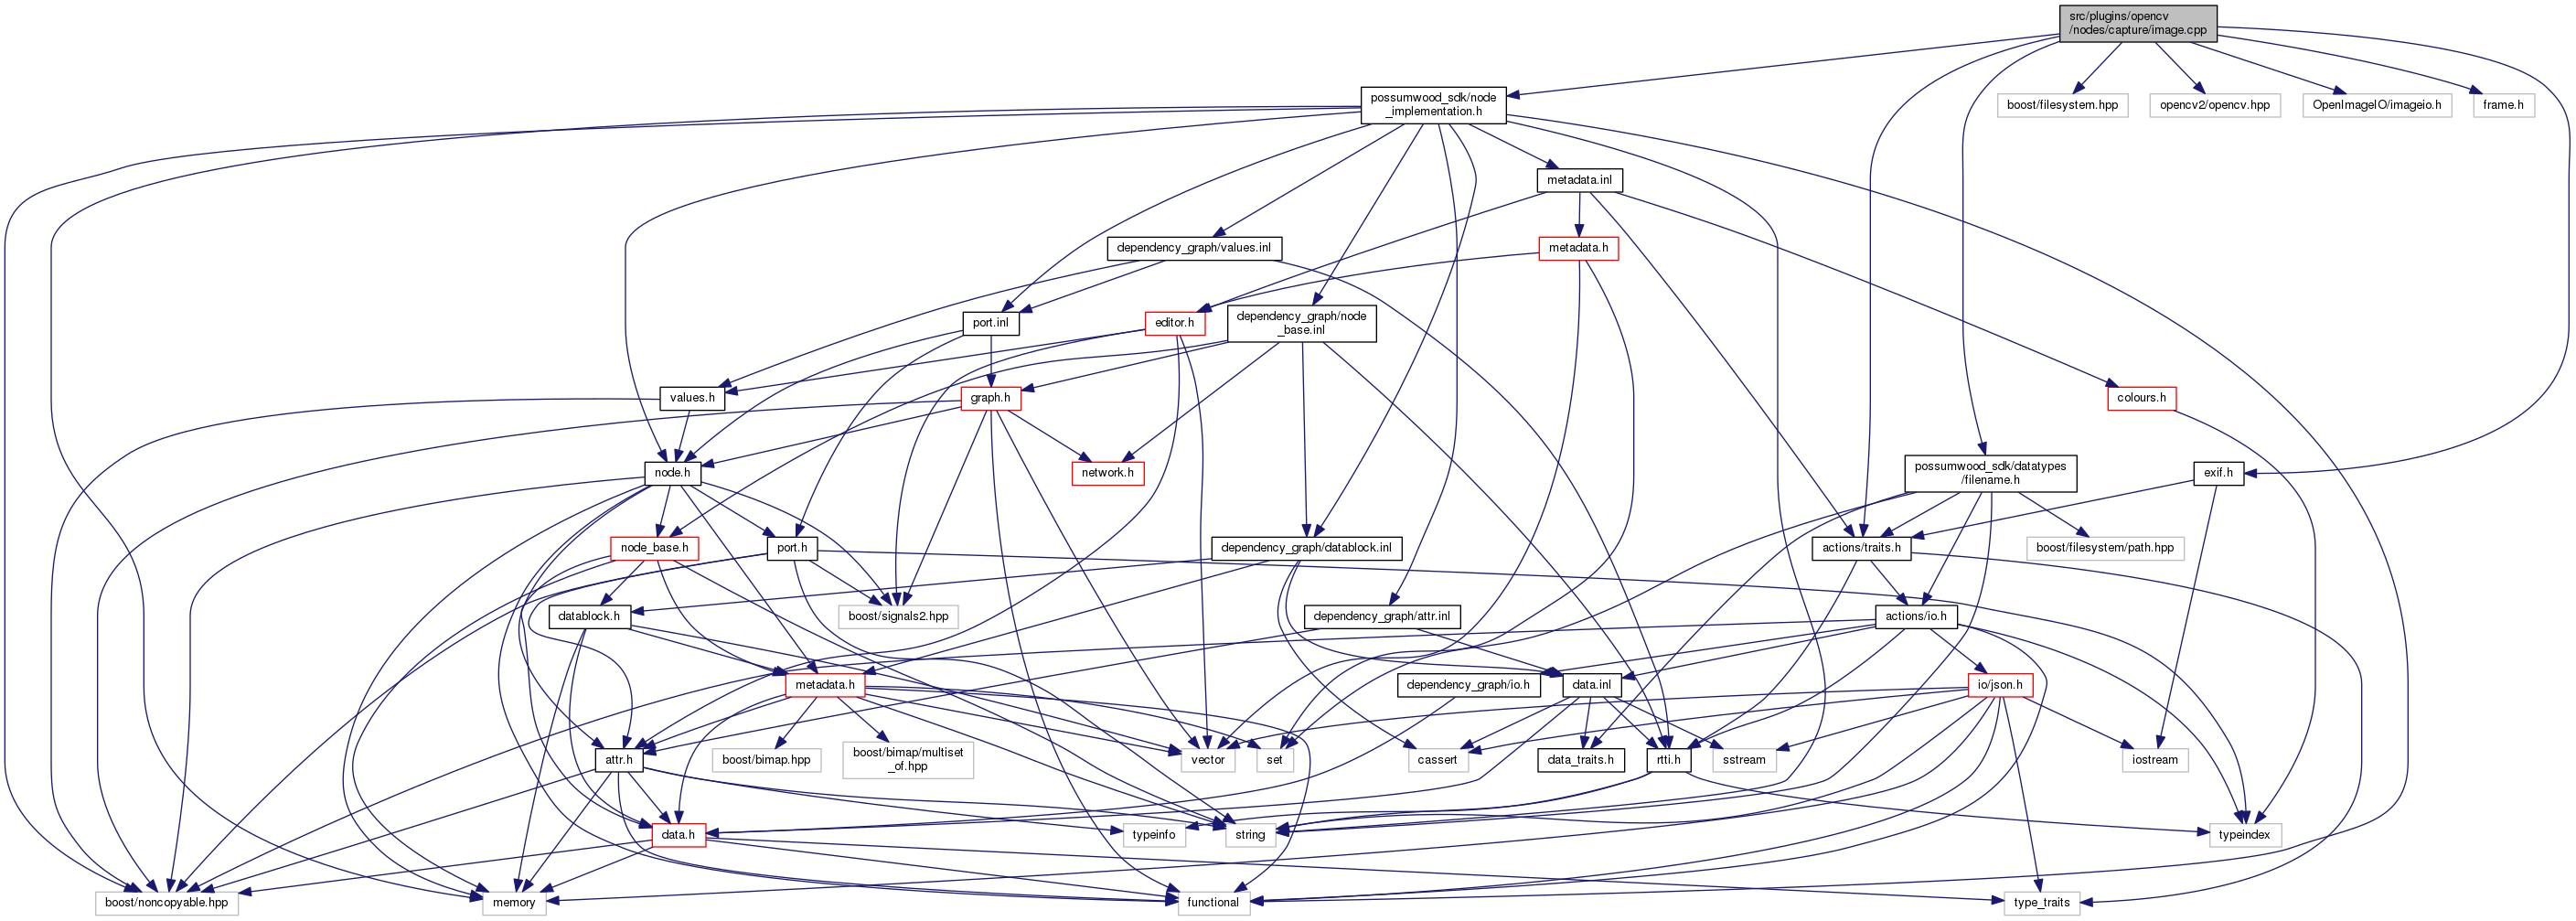 src/plugins/opencv
/nodes/capture/image.cpp
possumwood_sdk/node
_implementation.h
boost/filesystem.hpp
opencv2/opencv.hpp
OpenImageIO/imageio.h
frame.h
metadata.inl
dependency_graph/values.inl
metadata.h
port.inl
editor.h
dependency_graph/node
_base.inl
values.h
graph.h
colours.h
node.h
network.h
possumwood_sdk/datatypes
/filename.h
exif.h
node_base.h
port.h
dependency_graph/datablock.inl
actions/traits.h
boost/filesystem/path.hpp
datablock.h
boost/signals2.hpp
dependency_graph/attr.inl
actions/io.h
metadata.h
dependency_graph/io.h
data.inl
io/json.h
attr.h
boost/bimap.hpp
boost/bimap/multiset
_of.hpp
vector
set
cassert
data_traits.h
rtti.h
sstream
iostream
data.h
typeinfo
string
typeindex
boost/noncopyable.hpp
memory
functional
type_traits